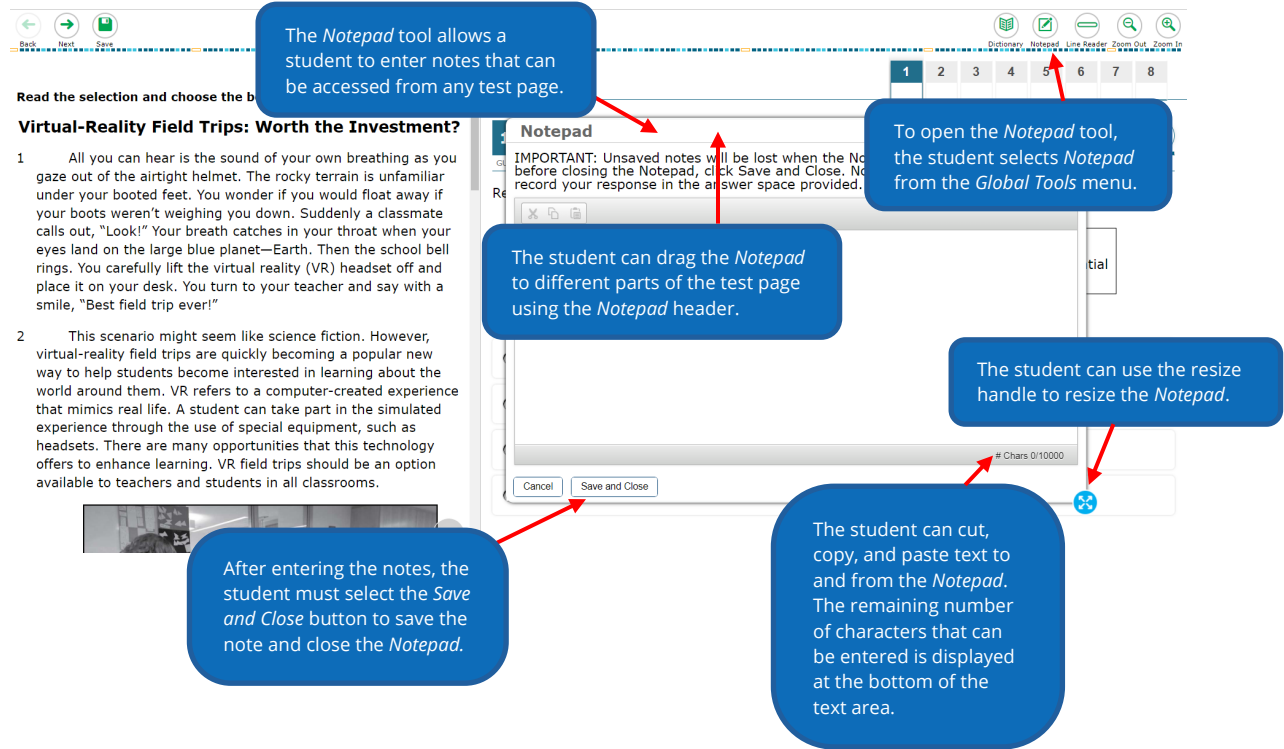 Back Next Save
Dictionary Notepad Line Reader Zoom Out Zoom In
The Notepad tool allows a
student to enter notes that can
be accessed from any test page.
1 2 3 4 5 6 7 8
To open the Notepad tool,
the student selects Notepad
from the Global Tools menu.
Read the selection and choose the
Virtual-Reality Field Trips: Worth the Investment?
1 All you can hear is the sound of your own breathing as you
gaze out of the airtight helmet. The rocky terrain is unfamiliar
under your booted feet. You wonder if you would float away if
your boots weren’t weighing you down. Suddenly a classmate
calls out, “Look!” Your breath catches in your throat when your
eyes land on the large blue planet—Earth. Then the school bell
rings. You carefully lift the virtual reality (VR) headset off and
place it on your desk. You turn to your teacher and say with a
smile, “Best field trip ever!”
2 This scenario might seem like science fiction. However,
virtual-reality field trips are quickly becoming a popular new
way to help students become interested in learning about the
world around them. VR refers to a computer-created experience
that mimics real life. A student can take part in the simulated
experience through the use of special equipment, such as
headsets. There are many opportunities that this technology
offers to enhance learning. VR field trips should be an option
available to teachers and students in all classrooms.
Notepad
IMPORTANT: Unsaved notes will be lost when the
before closing the Notepad, click Save and Close.
record your response in the answer space provided.
The student can drag the Notepad
to different parts of the test page
using the Notepad header.
tial
The student can use the resize
handle to resize the Notepad.
# Chars 0/10000
Cancel Save and Close
After entering the notes, the
student must select the Save
and Close button to save the
note and close the Notepad.
The student can cut,
copy, and paste text to
and from the Notepad.
The remaining number
of characters that can
be entered is displayed
at the bottom of the
text area.